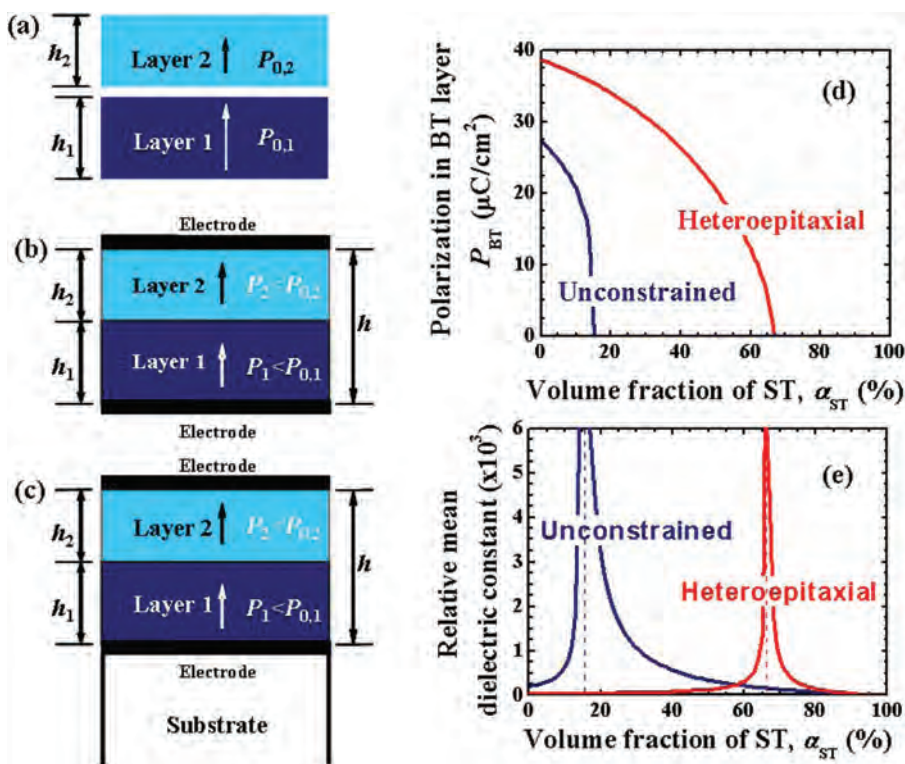 (a)
h₂
Layer 2
P₀,₂
h₁
Layer 1
P₀,₁
Electrode
(b)
h₂
Layer 2
P₂<P₀,₂
h
h₁
Layer 1
P₁<P₀,₁
Electrode
Electrode
(c)
h₂
Layer 2
P₂<P₀,₂
h
h₁
Layer 1
P₁<P₀,₁
Electrode
Substrate
Polarization in BT layer
P_BT (μC/cm²)
40
30
20
10
0
(d)
Heteroepitaxial
Unconstrained
0 20 40 60 80 100
Volume fraction of ST, α_ST (%)
Relative mean
dielectric constant (x10³)
6
5
4
3
2
1
0
(e)
Unconstrained
Heteroepitaxial
0 20 40 60 80 100
Volume fraction of ST, α_ST (%)